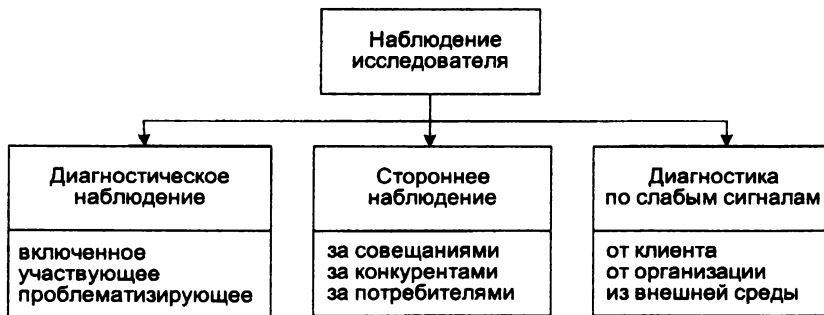 Наблюдение
исследователя
Диагностическое
наблюдение
включенное
участвующее
проблематизирующее
Стороннее
наблюдение
за совещаниями
за конкурентами
за потребителями
Диагностика
по слабым сигналам
от клиента
от организации
из внешней среды